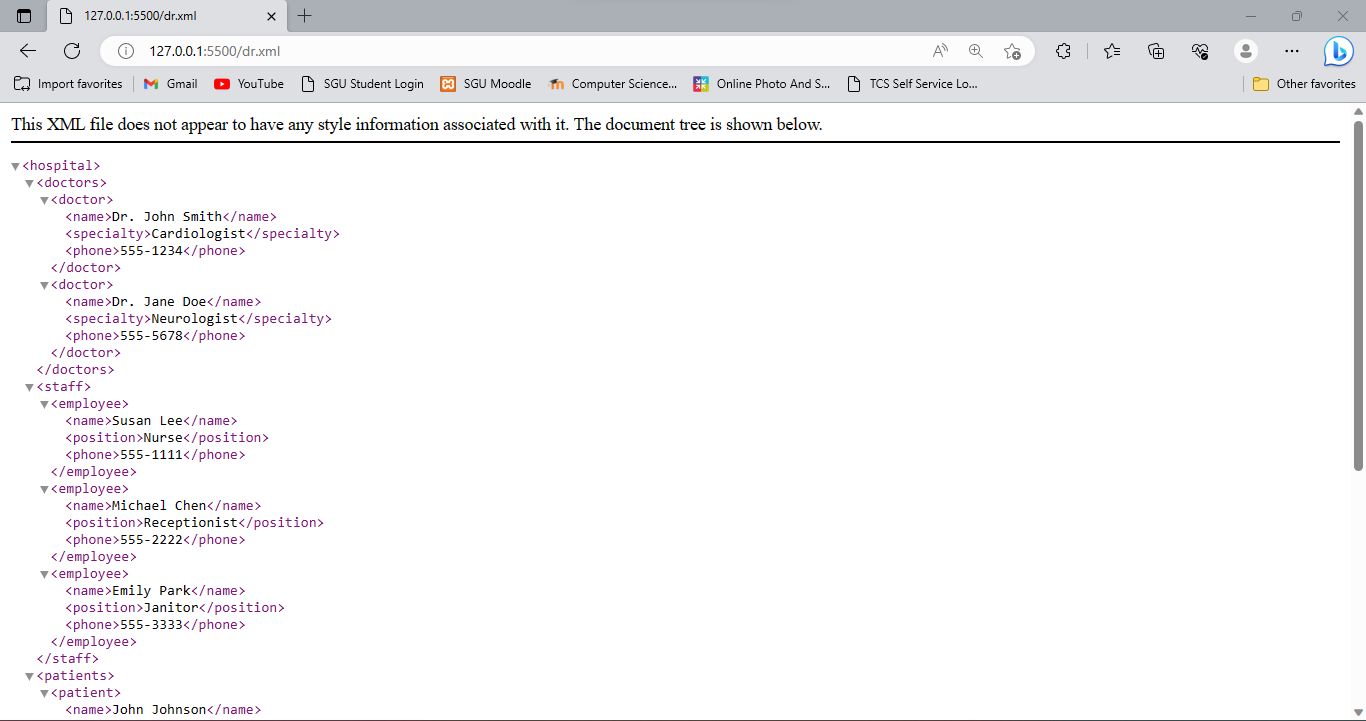 127.0.0.1:5500/dr.xml
127.0.0.1:5500/dr.xml
Import favorites Gmail YouTube SGU Student Login SGU Moodle Computer Science... Online Photo And S... TCS Self Service Lo... Other favorites
This XML file does not appear to have any style information associated with it. The document tree is shown below.
<hospital>
<doctors>
<doctor>
<name>Dr. John Smith</name>
<specialty>Cardiologist</specialty>
<phone>555-1234</phone>
</doctor>
<doctor>
<name>Dr. Jane Doe</name>
<specialty>Neurologist</specialty>
<phone>555-5678</phone>
</doctor>
</doctors>
<staff>
<employee>
<name>Susan Lee</name>
<position>Nurse</position>
<phone>555-1111</phone>
</employee>
<employee>
<name>Michael Chen</name>
<position>Receptionist</position>
<phone>555-2222</phone>
</employee>
<employee>
<name>Emily Park</name>
<position>Janitor</position>
<phone>555-3333</phone>
</employee>
</staff>
<patients>
<patient>
<name>John Johnson</name>